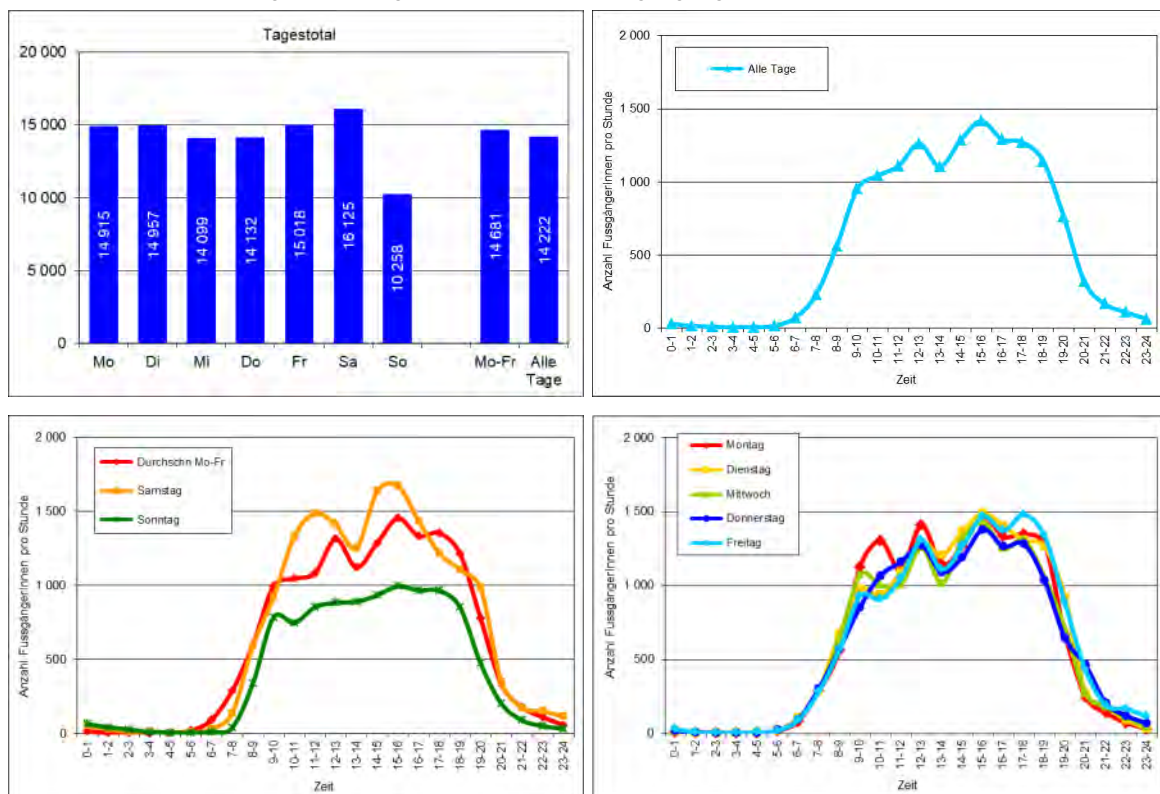 Tagestotal
20 000
15 000
10 000
5 000
0
14 915
14 957
14 099
14 132
15 018
16 125
10 258
14 681
14 222
Mo Di Mi Do Fr Sa So Mo-Fr Alle
Tage
Anzahl FussgängerInnen pro Stunde
2 000
1 500
1 000
500
0
Alle Tage
0-1 1-2 2-3 3-4 4-5 5-6 6-7 7-8 8-9 9-10 10-11 11-12 12-13 13-14 14-15 15-16 16-17 17-18 18-19 19-20 20-21 21-22 22-23 23-24
Zeit
Anzahl FussgängerInnen pro Stunde
2 000
1 500
1 000
500
0
Durchschn Mo-Fr
Samstag
Sonntag
0-1 1-2 2-3 3-4 4-5 5-6 6-7 7-8 8-9 9-10 10-11 11-12 12-13 13-14 14-15 15-16 16-17 17-18 18-19 19-20 20-21 21-22 22-23 23-24
Zeit
Anzahl FussgängerInnen pro Stunde
2 000
1 500
1 000
500
0
Montag
Dienstag
Mittwoch
Donnerstag
Freitag
0-1 1-2 2-3 3-4 4-5 5-6 6-7 7-8 8-9 9-10 10-11 11-12 12-13 13-14 14-15 15-16 16-17 17-18 18-19 19-20 20-21 21-22 22-23 23-24
Zeit